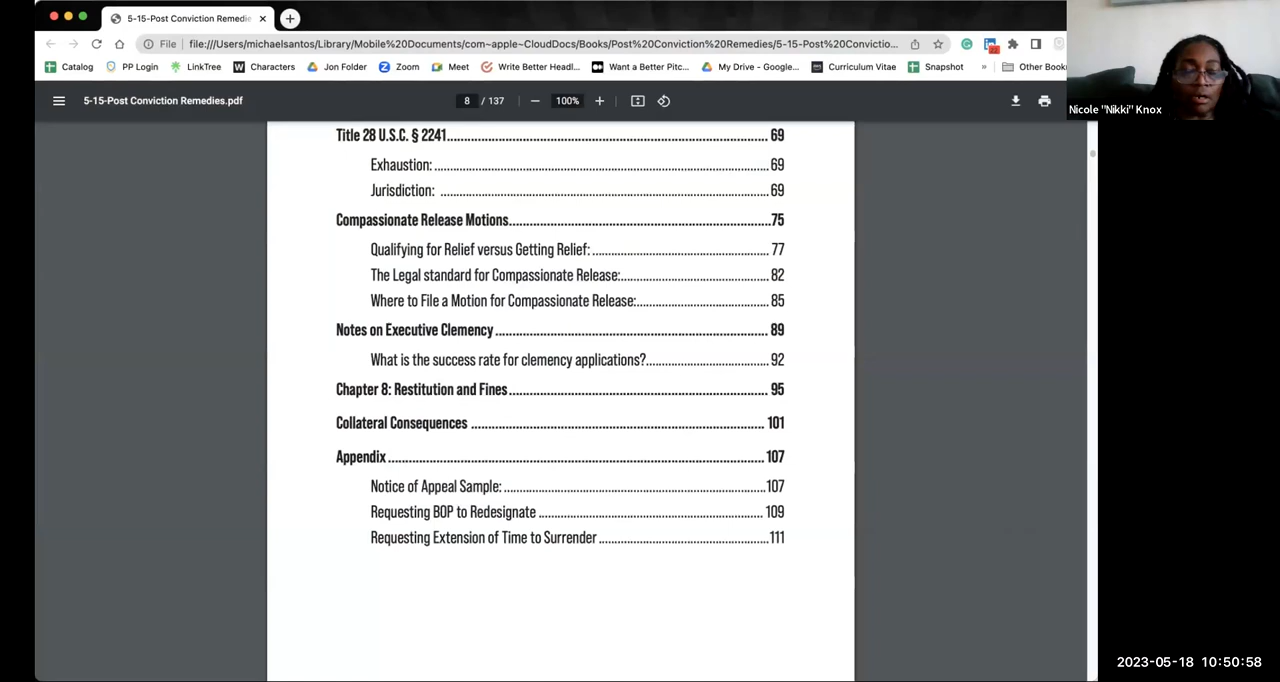 5-15-Post Conviction Remedie
File
file:///Users/michaelsantos/Library/Mobile%20Documents/com~apple~CloudDocs/Books/Post%20Conviction%20Remedies/5-15-Post%20Convictio...
Catalog PP Login LinkTree Characters Jon Folder Zoom Meet Write Better Headl... Want a Better Pitc... My Drive - Google... Curriculum Vitae Snapshot » Other Book
5-15-Post Conviction Remedies.pdf 8 / 137 100%
Nicole "Nikki" Knox
Title 28 U.S.C. § 2241 69
Exhaustion: 69
Jurisdiction: 69
Compassionate Release Motions 75
Qualifying for Relief versus Getting Relief: 77
The Legal standard for Compassionate Release: 82
Where to File a Motion for Compassionate Release: 85
Notes on Executive Clemency 89
What is the success rate for clemency applications? 92
Chapter 8: Restitution and Fines 95
Collateral Consequences 101
Appendix 107
Notice of Appeal Sample: 107
Requesting BOP to Redesignate 109
Requesting Extension of Time to Surrender 111
2023-05-18 10:50:58